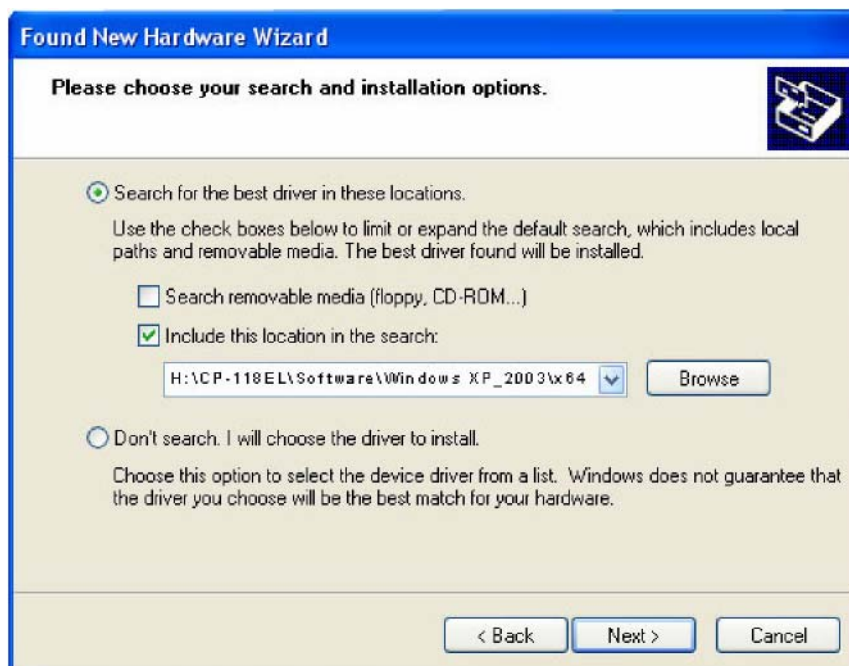 Found New Hardware Wizard
Please choose your search and installation options.
Search for the best driver in these locations.
Use the check boxes below to limit or expand the default search, which includes local
paths and removable media. The best driver found will be installed.
Search removable media (floppy, CD-ROM...)
Include this location in the search:
H:\CP-118EL\Software\Windows XP_2003\x64
Browse
Don't search. I will choose the driver to install.
Choose this option to select the device driver from a list. Windows does not guarantee that
the driver you choose will be the best match for your hardware.
< Back Next > Cancel